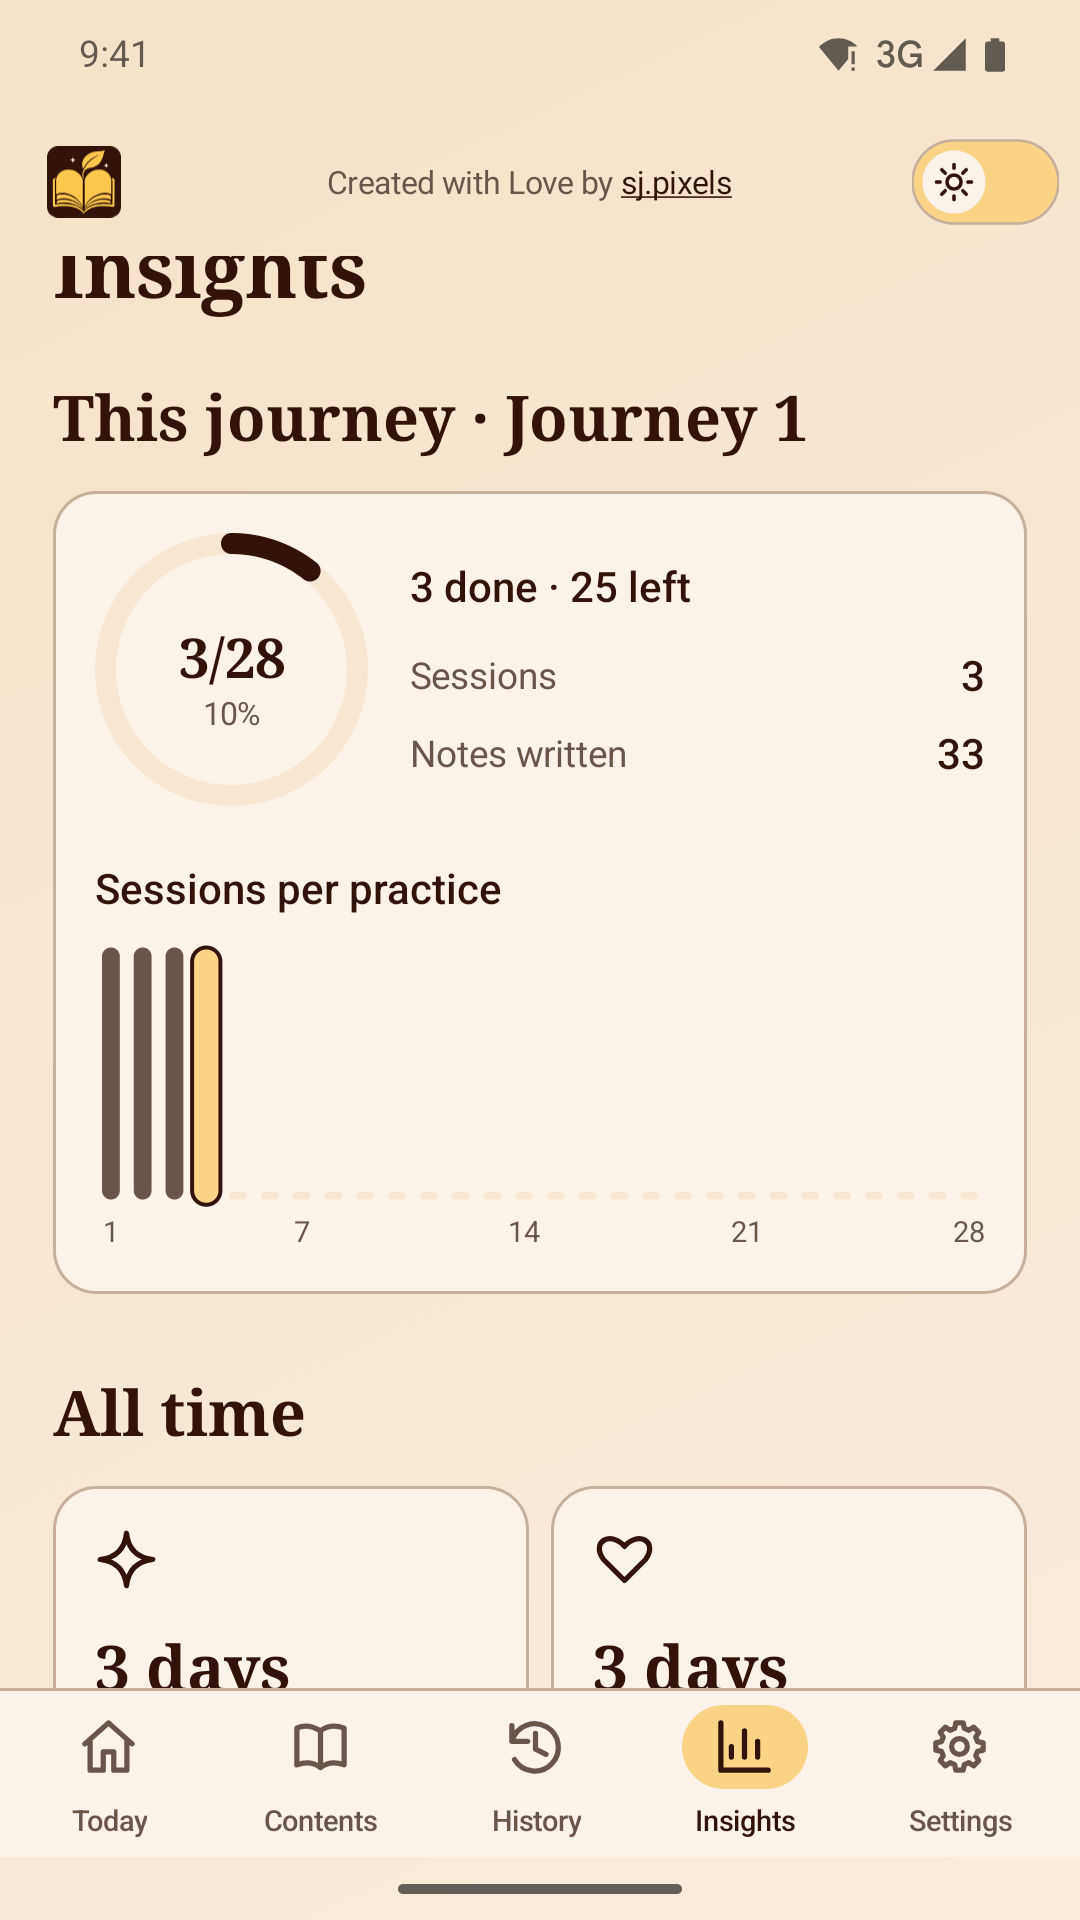 9:41
3G
Created with Love by sj.pixels
Insights
This journey · Journey 1
3/28
10%
3 done · 25 left
Sessions 3
Notes written 33
Sessions per practice
1 7 14 21 28
All time
3 days 3 days
Today Contents History Insights Settings